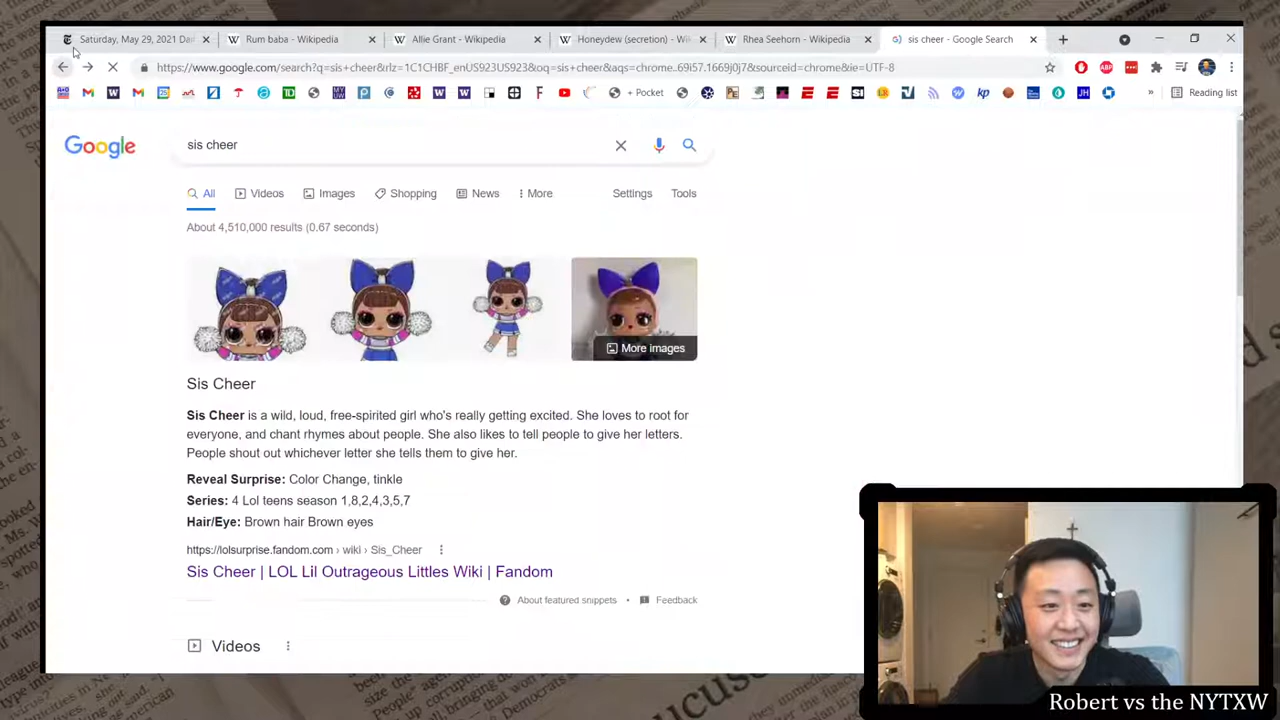 Saturday, May 29, 2021 Dai
Rum baba - Wikipedia
Allie Grant - Wikipedia
Honeydew (secretion) - Wi
Rhea Seehorn - Wikipedia
sis cheer - Google Search
https://www.google.com/search?q=sis+cheer&rlz=1C1CHBF_enUS923US923&oq=sis+cheer&aqs=chrome..69i57.1669j0j7&sourceid=chrome&ie=UTF-8
+ Pocket
Reading list
Google
sis cheer
All
Videos
Images
Shopping
News
More
Settings
Tools
About 4,510,000 results (0.67 seconds)
More images
Sis Cheer
Sis Cheer is a wild, loud, free-spirited girl who's really getting excited. She loves to root for
everyone, and chant rhymes about people. She also likes to tell people to give her letters.
People shout out whichever letter she tells them to give her.
Reveal Surprise: Color Change, tinkle
Series: 4 Lol teens season 1,8,2,4,3,5,7
Hair/Eye: Brown hair Brown eyes
https://lolsurprise.fandom.com › wiki › Sis_Cheer
Sis Cheer | LOL Lil Outrageous Littles Wiki | Fandom
About featured snippets • Feedback
Videos
Robert vs the NYTXW